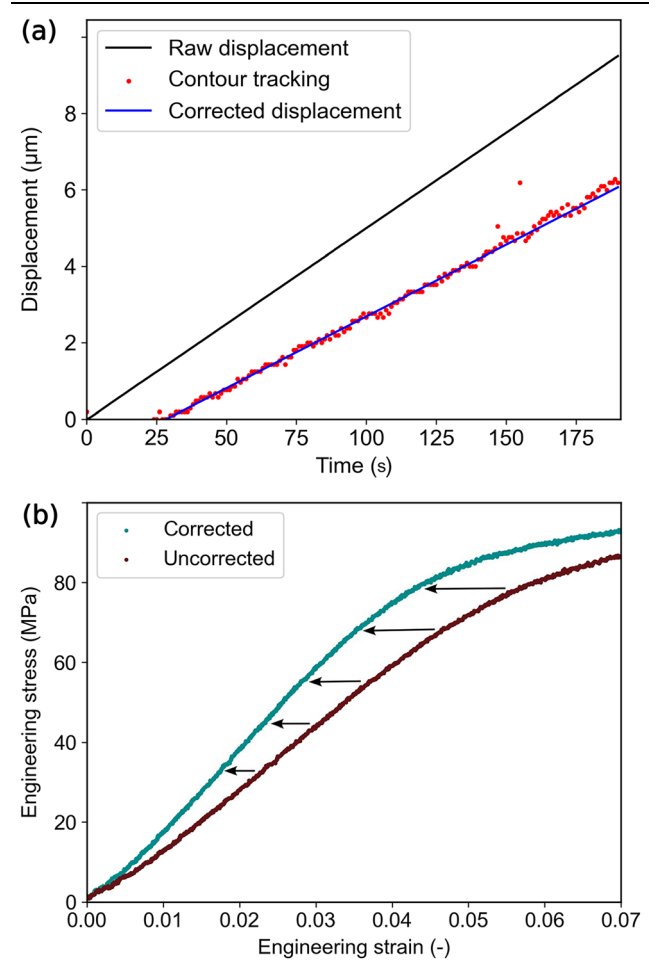 (a)
Raw displacement
Contour tracking
Corrected displacement
8
6
4
2
0
Displacement (µm)
0 25 50 75 100 125 150 175
Time (s)
(b)
Corrected
Uncorrected
80
60
40
20
0
Engineering stress (MPa)
0.00 0.01 0.02 0.03 0.04 0.05 0.06 0.07
Engineering strain (-)